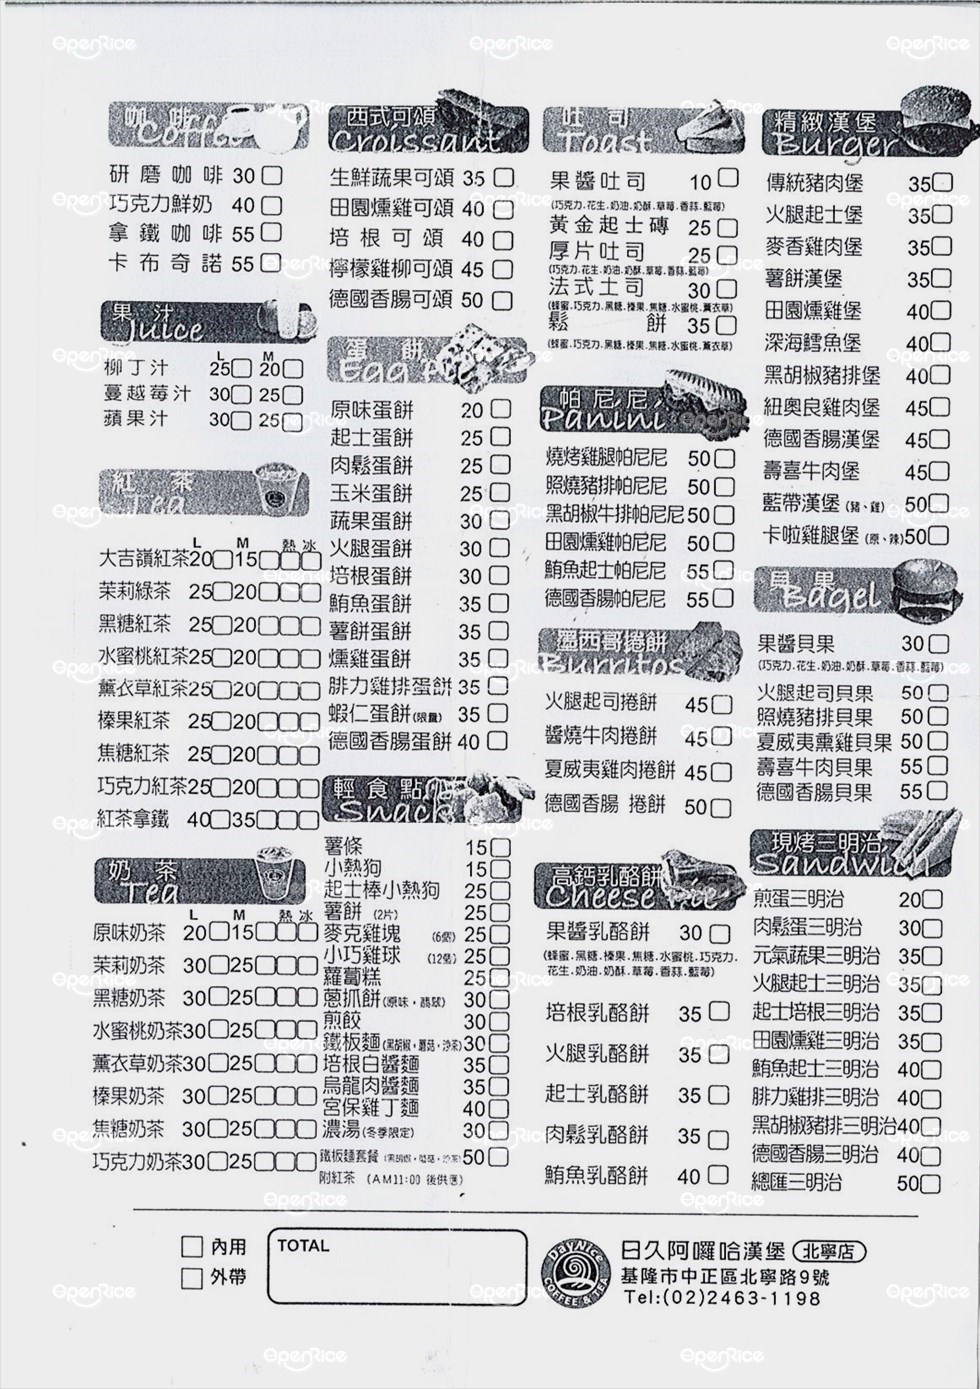 咖啡
Coffee
研磨咖啡 30
巧克力鮮奶 40
拿鐵咖啡 55
卡布奇諾 55
果汁
Juice
L M
柳丁汁 25 20
蔓越莓汁 30 25
蘋果汁 30 25
紅茶
Tea
L M 熱 冰
大吉嶺紅茶 20 15
茉莉綠茶 25 20
黑糖紅茶 25 20
水蜜桃紅茶 25 20
薰衣草紅茶 25 20
榛果紅茶 25 20
焦糖紅茶 25 20
巧克力紅茶 25 20
紅茶拿鐵 40 35
奶茶
Tea
L M 熱 冰
原味奶茶 20 15
茉莉奶茶 30 25
黑糖奶茶 30 25
水蜜桃奶茶 30 25
薰衣草奶茶 30 25
榛果奶茶 30 25
焦糖奶茶 30 25
巧克力奶茶 30 25
西式可頌
Croissant
生鮮蔬果可頌 35
田園燻雞可頌 40
培根可頌 40
檸檬雞柳可頌 45
德國香腸可頌 50
蛋餅
Egg
原味蛋餅 20
起士蛋餅 25
肉鬆蛋餅 25
玉米蛋餅 25
蔬果蛋餅 30
火腿蛋餅 30
培根蛋餅 30
鮪魚蛋餅 35
薯餅蛋餅 35
燻雞蛋餅 35
腓力雞排蛋餅 35
蝦仁蛋餅(限量) 35
德國香腸蛋餅 40
輕食點
Snack
薯條 15
小熱狗 15
起士棒小熱狗 25
薯餅 (2片) 25
麥克雞塊 (6個) 25
小巧雞球 (12個) 25
蘿蔔糕 25
蔥抓餅(原味,翡翠) 30
煎餃 30
鐵板麵(黑胡椒,蘑菇,沙茶) 30
培根白醬麵 35
烏龍肉醬麵 35
宮保雞丁麵 40
濃湯(冬季限定) 30
鐵板麵套餐 (黑胡椒,蘑菇,沙茶) 50
附紅茶 (AM11:00 後供應)
吐司
Toast
果醬吐司 10
(巧克力.花生.奶油.奶酥.草莓.香蒜.藍莓)
黃金起士磚 25
厚片吐司 25
(巧克力.花生.奶油.奶酥.草莓.香蒜.藍莓)
法式土司 30
(蜂蜜.巧克力.黑糖.榛果.焦糖.水蜜桃.薰衣草)
鬆餅 35
(蜂蜜.巧克力.黑糖.榛果.焦糖.水蜜桃.薰衣草)
帕尼尼
Panini
燒烤雞腿帕尼尼 50
照燒豬排帕尼尼 50
黑胡椒牛排帕尼尼 50
田園燻雞帕尼尼 50
鮪魚起士帕尼尼 55
德國香腸帕尼尼 55
墨西哥捲餅
Burritos
火腿起司捲餅 45
醬燒牛肉捲餅 45
夏威夷雞肉捲餅 45
德國香腸 捲餅 50
高鈣乳酪餅
Cheese Pie
果醬乳酪餅 30
(蜂蜜.黑糖.榛果.焦糖.水蜜桃.巧克力.
花生.奶油.奶酥.草莓.香蒜.藍莓)
培根乳酪餅 35
火腿乳酪餅 35
起士乳酪餅 35
肉鬆乳酪餅 35
鮪魚乳酪餅 40
精緻漢堡
Burger
傳統豬肉堡 35
火腿起士堡 35
麥香雞肉堡 35
薯餅漢堡 35
田園燻雞堡 40
深海鱈魚堡 40
黑胡椒豬排堡 40
紐奧良雞肉堡 45
德國香腸漢堡 45
壽喜牛肉堡 45
藍帶漢堡 (豬、雞) 50
卡啦雞腿堡 (原、辣) 50
貝果
Bagel
果醬貝果 30
(巧克力.花生.奶油.奶酥.草莓.香蒜.藍莓)
火腿起司貝果 50
照燒豬排貝果 50
夏威夷熏雞貝果 50
壽喜牛肉貝果 55
德國香腸貝果 55
現烤三明治
Sandwich
煎蛋三明治 20
肉鬆蛋三明治 30
元氣蔬果三明治 35
火腿起士三明治 35
起士培根三明治 35
田園燻雞三明治 35
鮪魚起士三明治 40
腓力雞排三明治 40
黑胡椒豬排三明治 40
德國香腸三明治 40
總匯三明治 50
內用
外帶
TOTAL
DayNice
COFFEE & TEA
日久阿囉哈漢堡 北寧店
基隆市中正區北寧路9號
Tel:(02)2463-1198